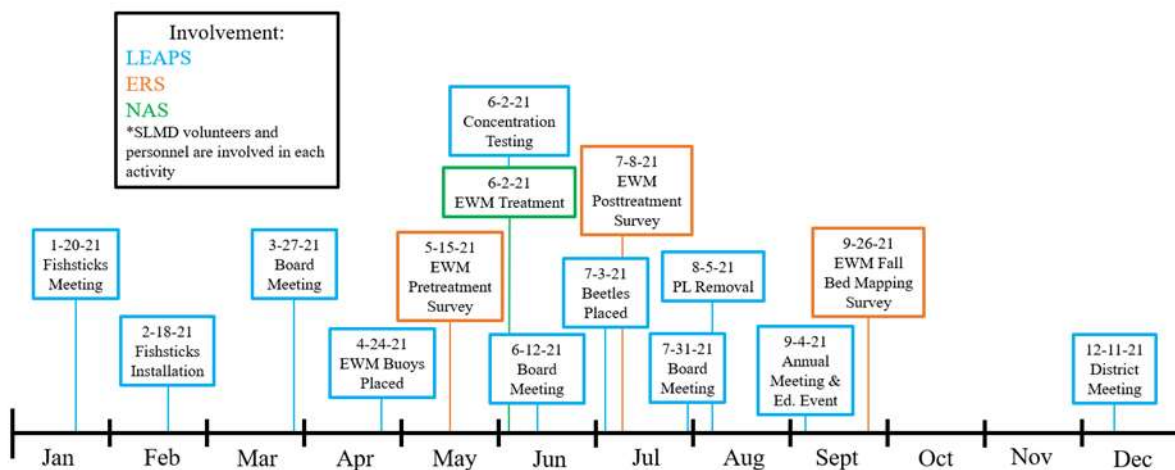 Involvement:
LEAPS
ERS
NAS
*SLMD volunteers and
personnel are involved in each
activity
1-20-21
Fishsticks
Meeting
2-18-21
Fishsticks
Installation
3-27-21
Board
Meeting
4-24-21
EWM Buoys
Placed
5-15-21
EWM
Pretreatment
Survey
6-2-21
Concentration
Testing
6-2-21
EWM Treatment
6-12-21
Board
Meeting
7-3-21
Beetles
Placed
7-8-21
EWM
Posttreatment
Survey
7-31-21
Board
Meeting
8-5-21
PL Removal
9-4-21
Annual
Meeting &
Ed. Event
9-26-21
EWM Fall
Bed Mapping
Survey
12-11-21
District
Meeting
Jan Feb Mar Apr May Jun Jul Aug Sept Oct Nov Dec